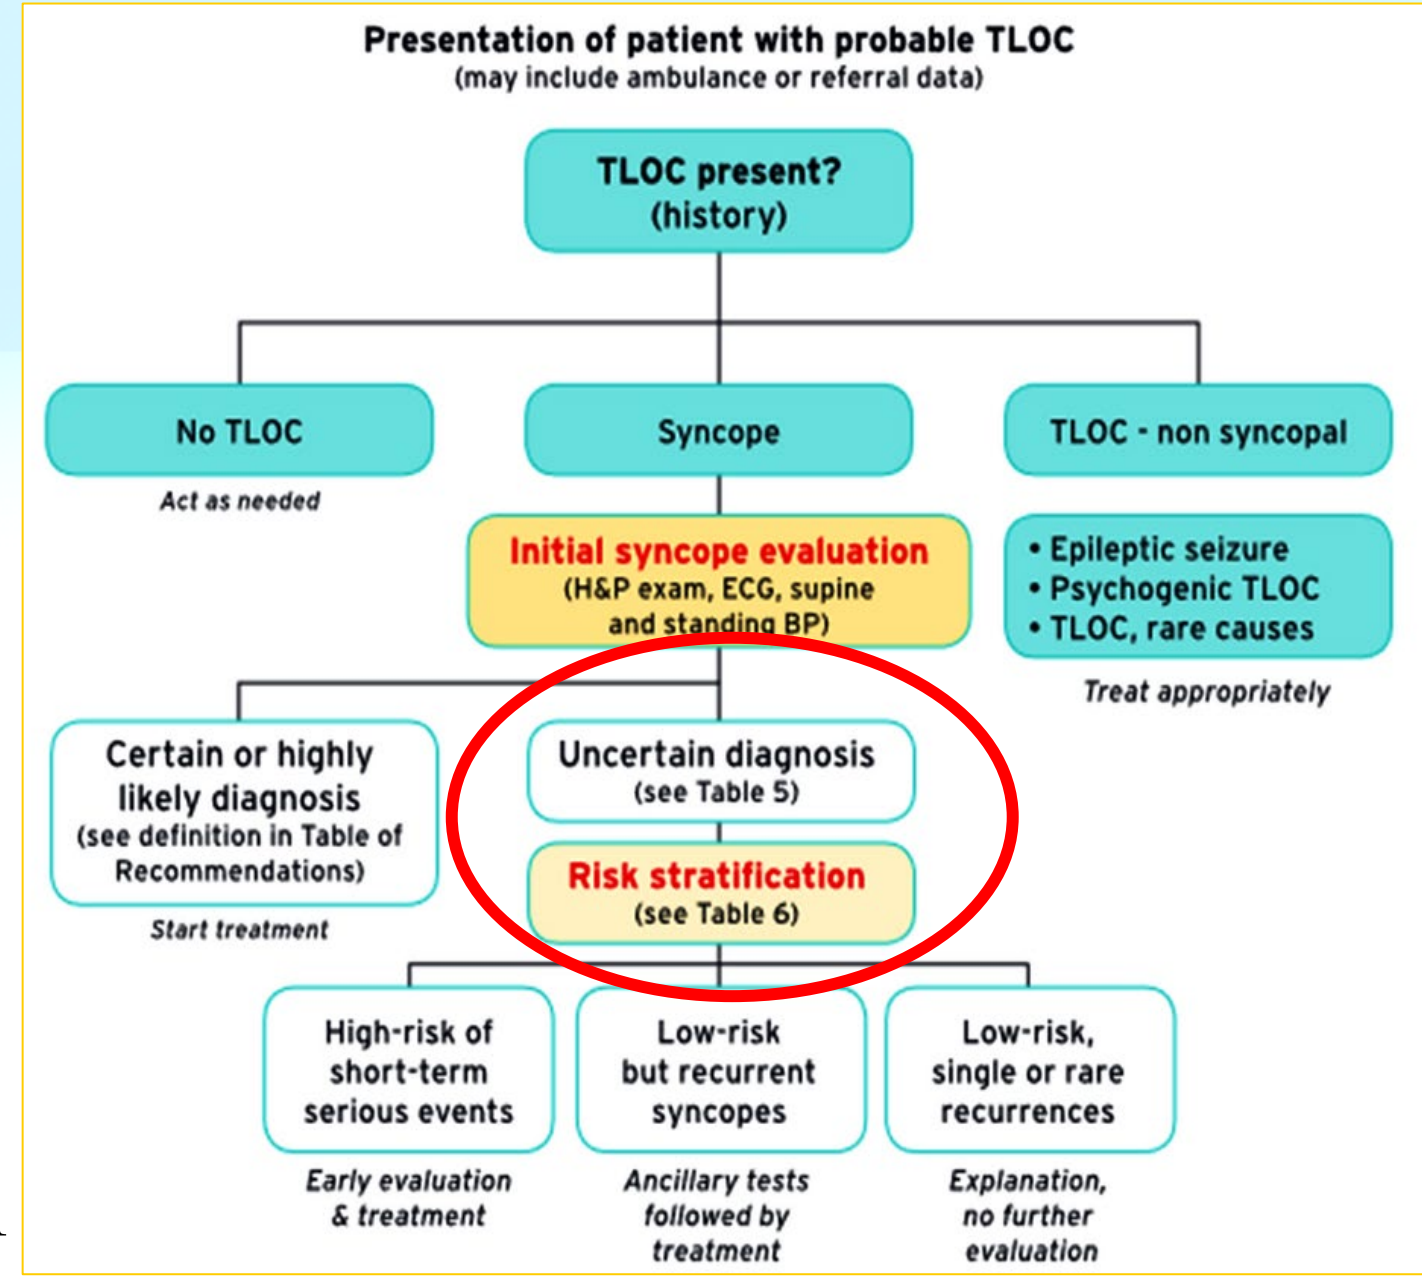 Presentation of patient with probable TLOC
(may include ambulance or referral data)
TLOC present?
(history)
No TLOC
Act as needed
Syncope
TLOC - non syncopal
• Epileptic seizure
• Psychogenic TLOC
• TLOC, rare causes
Treat appropriately
Initial syncope evaluation
(H&P exam, ECG, supine
and standing BP)
Certain or highly
likely diagnosis
(see definition in Table of
Recommendations)
Start treatment
Uncertain diagnosis
(see Table 5)
Risk stratification
(see Table 6)
High-risk of
short-term
serious events
Early evaluation
& treatment
Low-risk
but recurrent
syncopes
Ancillary tests
followed by
treatment
Low-risk,
single or rare
recurrences
Explanation,
no further
evaluation